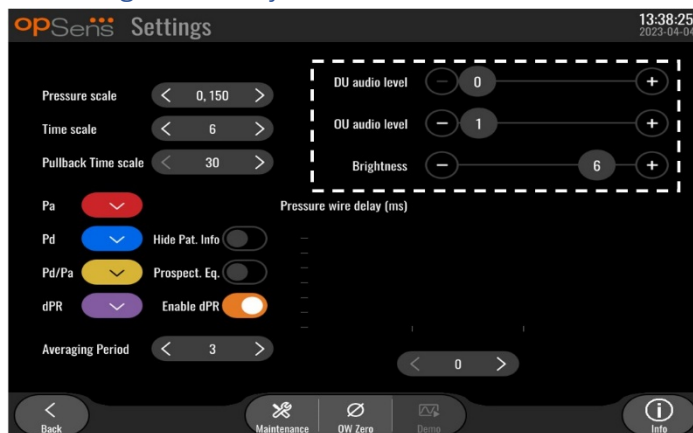 opSens Settings
13:38:25
2023-04-04
Pressure scale < 0, 150 >
DU audio level - 0 +
Time scale < 6 >
OU audio level - 1 +
Pullback Time scale < 30 >
Brightness - 6 +
Pa
Pressure wire delay (ms)
Pd
Hide Pat. Info
Pd/Pa
Prospect. Eq.
dPR
Enable dPR
Averaging Period < 3 >
< 0 >
< Back
Maintenance
OW Zero
Demo
Info